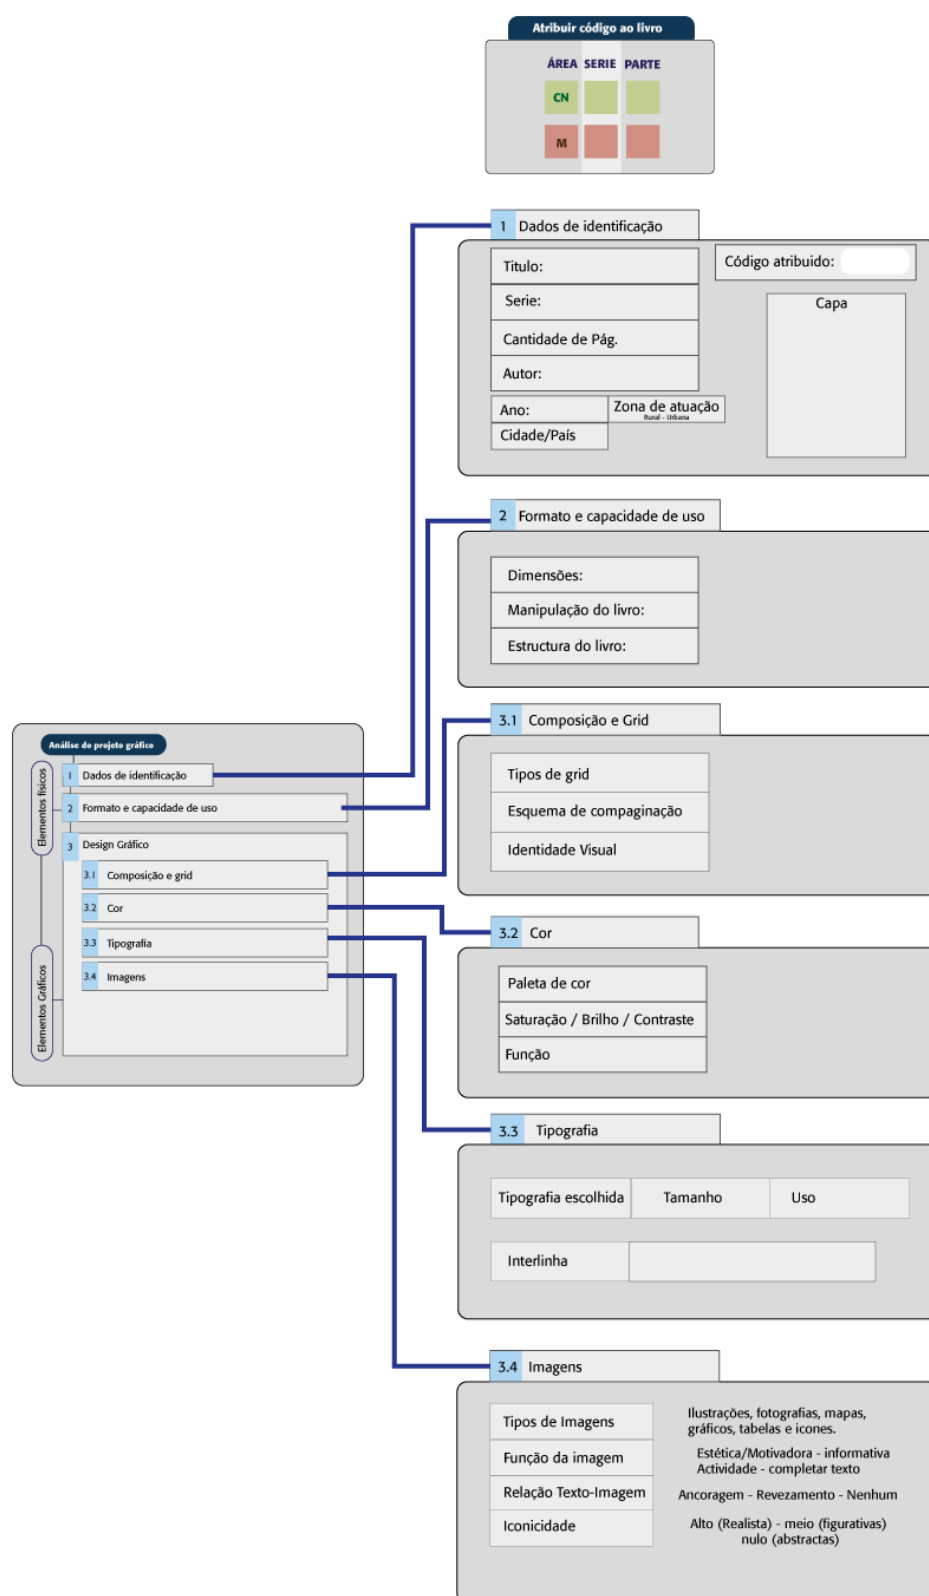 Atribuir código ao livro
ÁREA SERIE PARTE
CN
M
1 Dados de identificação
Titulo:
Serie:
Cantidade de Pág.
Autor:
Ano:
Zona de atuação
Rural - Urbana
Cidade/País
Código atribuido:
Capa
2 Formato e capacidade de uso
Dimensões:
Manipulação do livro:
Estructura do livro:
Análise do projeto gráfico
Elementos físicos
Elementos Gráficos
1 Dados de identificação
2 Formato e capacidade de uso
3 Design Gráfico
3.1 Composição e grid
3.2 Cor
3.3 Tipografia
3.4 Imagens
3.1 Composição e Grid
Tipos de grid
Esquema de compaginação
Identidade Visual
3.2 Cor
Paleta de cor
Saturação / Brilho / Contraste
Função
3.3 Tipografia
Tipografia escolhida Tamanho Uso
Interlinha
3.4 Imagens
Tipos de Imagens
Ilustrações, fotografias, mapas,
gráficos, tabelas e icones.
Função da imagem
Estética/Motivadora - informativa
Actividade - completar texto
Relação Texto-Imagem
Ancoragem - Revezamento - Nenhum
Iconicidade
Alto (Realista) - meio (figurativas)
nulo (abstractas)